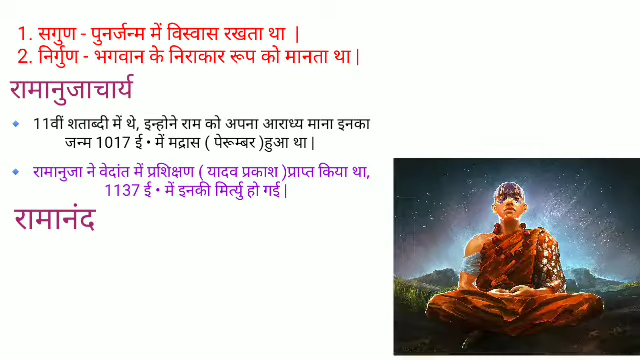 1. सगुण - पुनर्जन्म में विस्वास रखता था |
2. निर्गुण - भगवान के निराकार रूप को मानता था |
रामानुजाचार्य
11वीं शताब्दी में थे, इन्होने राम को अपना आराध्य माना इनका
जन्म 1017 ई • में मद्रास ( पेरूम्बर )हुआ था |
रामानुजा ने वेदांत में प्रशिक्षण ( यादव प्रकाश )प्राप्त किया था,
1137 ई • में इनकी मिर्त्यु हो गई |
रामानंद